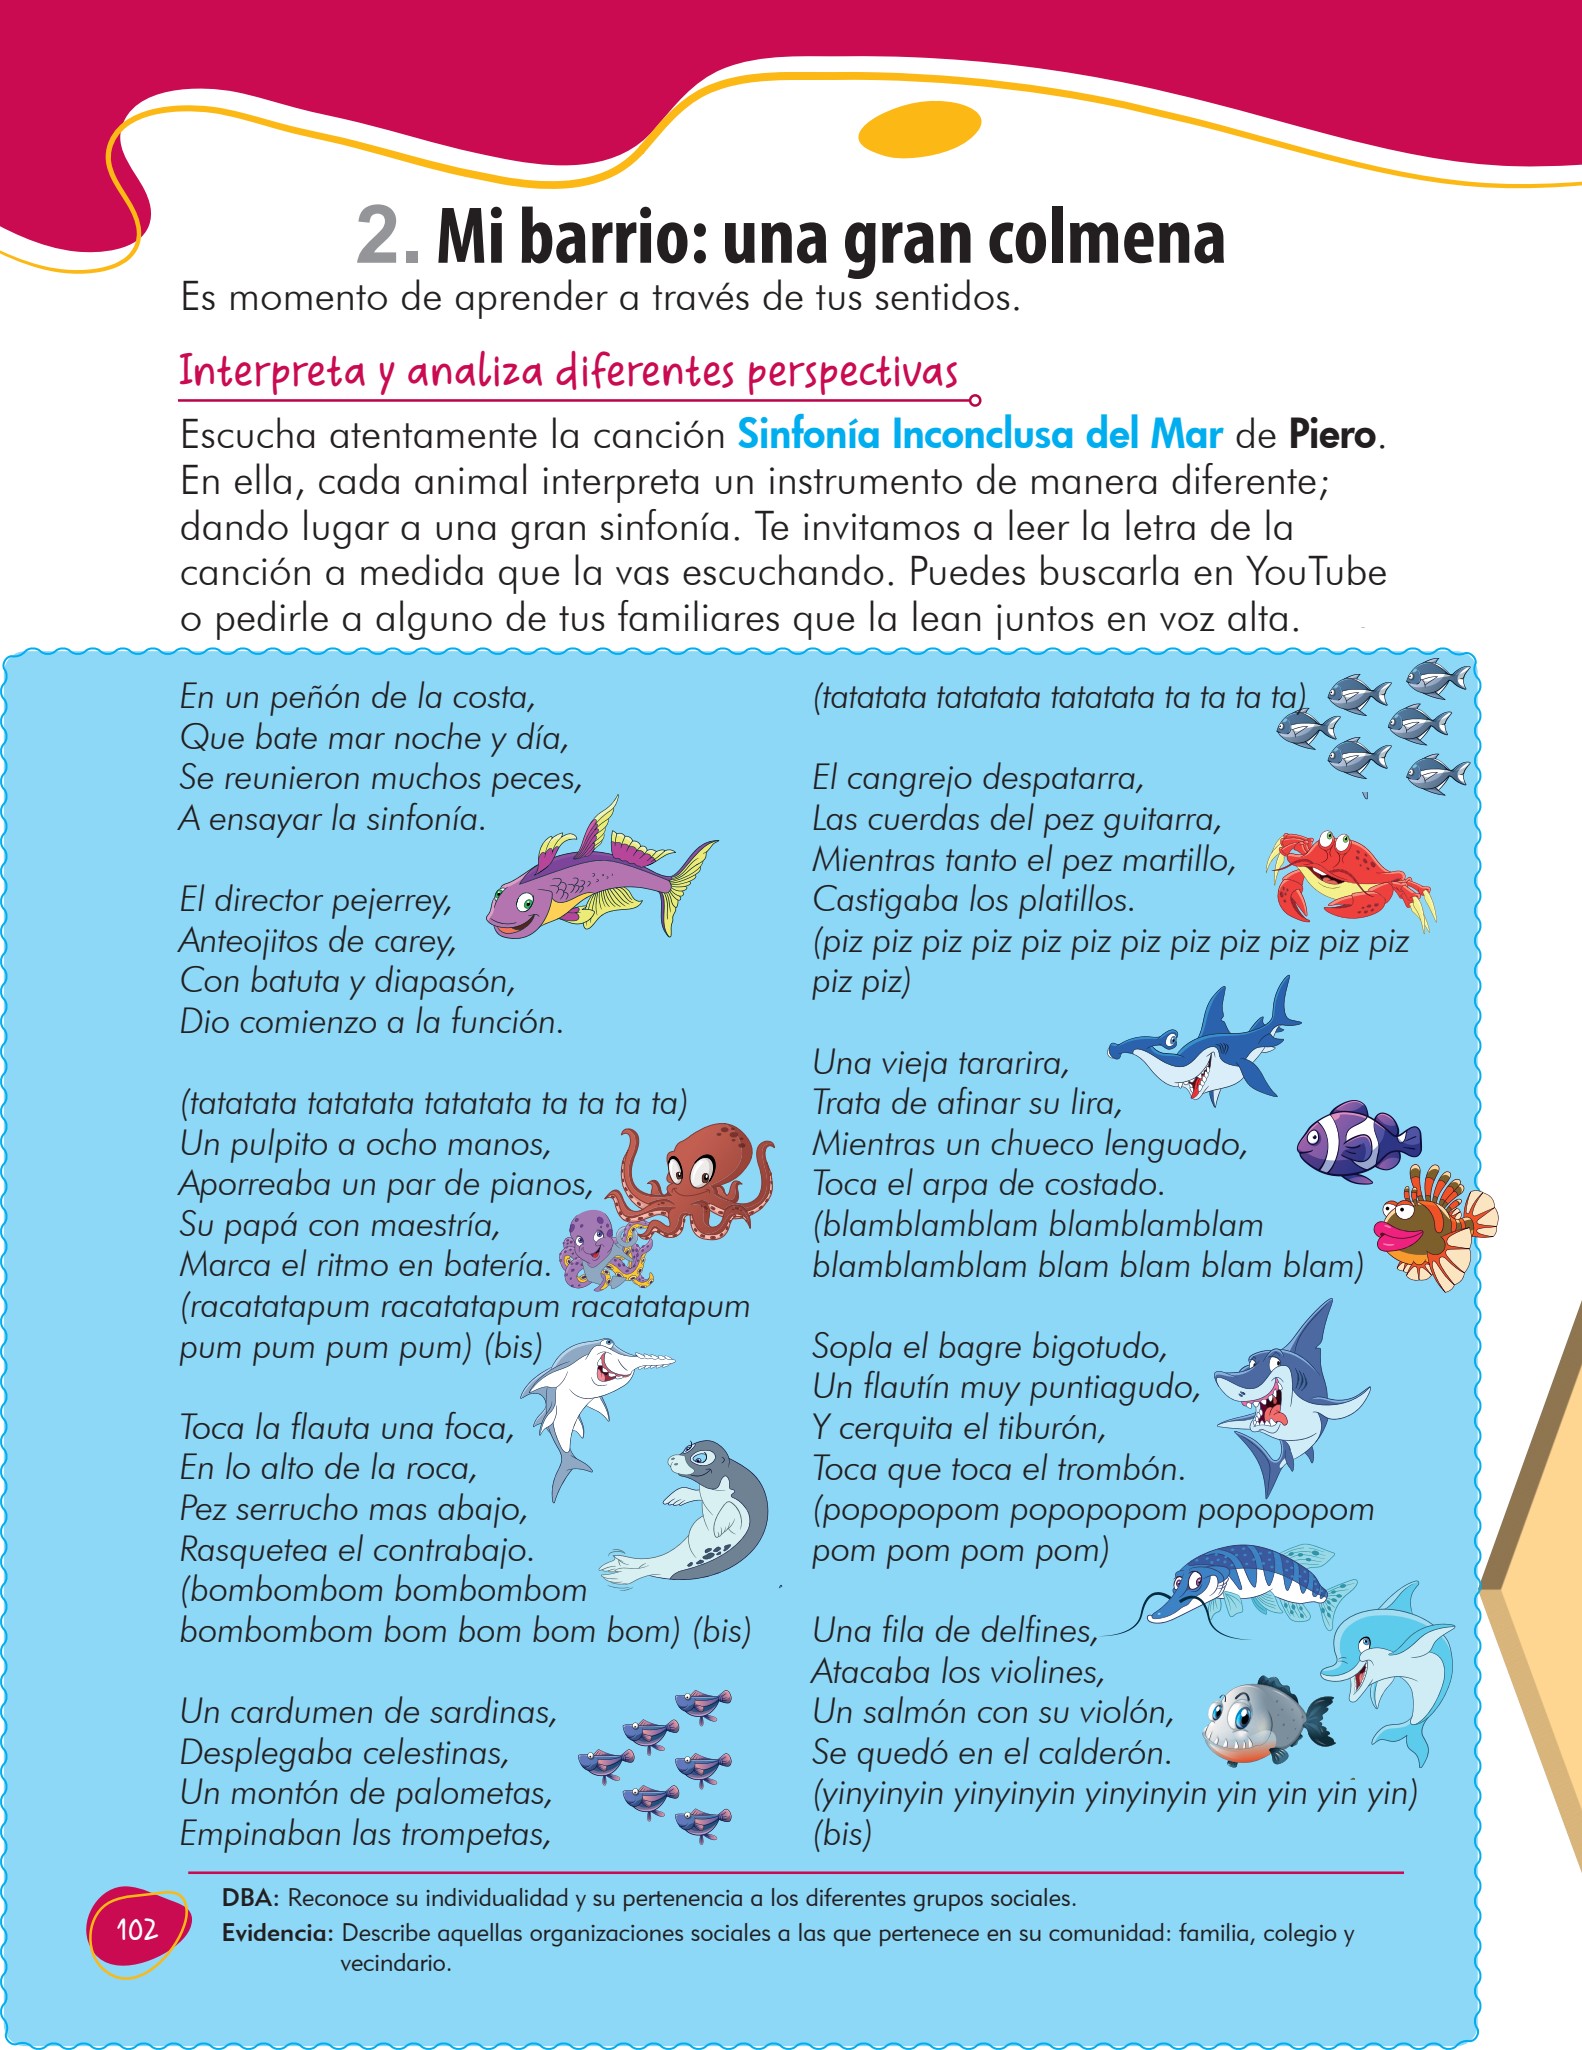 2. Mi barrio: una gran colmena
Es momento de aprender a través de tus sentidos.
Interpreta y analiza diferentes perspectivas
Escucha atentamente la canción Sinfonía Inconclusa del Mar de Piero.
En ella, cada animal interpreta un instrumento de manera diferente;
dando lugar a una gran sinfonía. Te invitamos a leer la letra de la
canción a medida que la vas escuchando. Puedes buscarla en YouTube
o pedirle a alguno de tus familiares que la lean juntos en voz alta.
En un peñón de la costa,
Que bate mar noche y día,
Se reunieron muchos peces,
A ensayar la sinfonía.
El director pejerrey,
Anteojitos de carey,
Con batuta y diapasón,
Dio comienzo a la función.
(tatatata tatatata tatatata ta ta ta ta)
Un pulpito a ocho manos,
Aporreaba un par de pianos,
Su papá con maestría,
Marca el ritmo en batería.
(racatatapum racatatapum racatatapum
pum pum pum pum) (bis)
Toca la flauta una foca,
En lo alto de la roca,
Pez serrucho mas abajo,
Rasquetea el contrabajo.
(bombombom bombombom
bombombom bom bom bom bom) (bis)
Un cardumen de sardinas,
Desplegaba celestinas,
Un montón de palometas,
Empinaban las trompetas,
(tatatata tatatata tatatata ta ta ta ta)
El cangrejo despatarra,
Las cuerdas del pez guitarra,
Mientras tanto el pez martillo,
Castigaba los platillos.
(piz piz piz piz piz piz piz piz piz piz piz piz
piz piz)
Una vieja tararira,
Trata de afinar su lira,
Mientras un chueco lenguado,
Toca el arpa de costado.
(blamblamblam blamblamblam
blamblamblam blam blam blam blam)
Sopla el bagre bigotudo,
Un flautín muy puntiagudo,
Y cerquita el tiburón,
Toca que toca el trombón.
(popopopom popopopom popopopom
pom pom pom pom)
Una fila de delfines,
Atacaba los violines,
Un salmón con su violón,
Se quedó en el calderón.
(yinyinyin yinyinyin yinyinyin yin yin yin yin)
(bis)
DBA: Reconoce su individualidad y su pertenencia a los diferentes grupos sociales.
Evidencia: Describe aquellas organizaciones sociales a las que pertenece en su comunidad: familia, colegio y
vecindario.
102